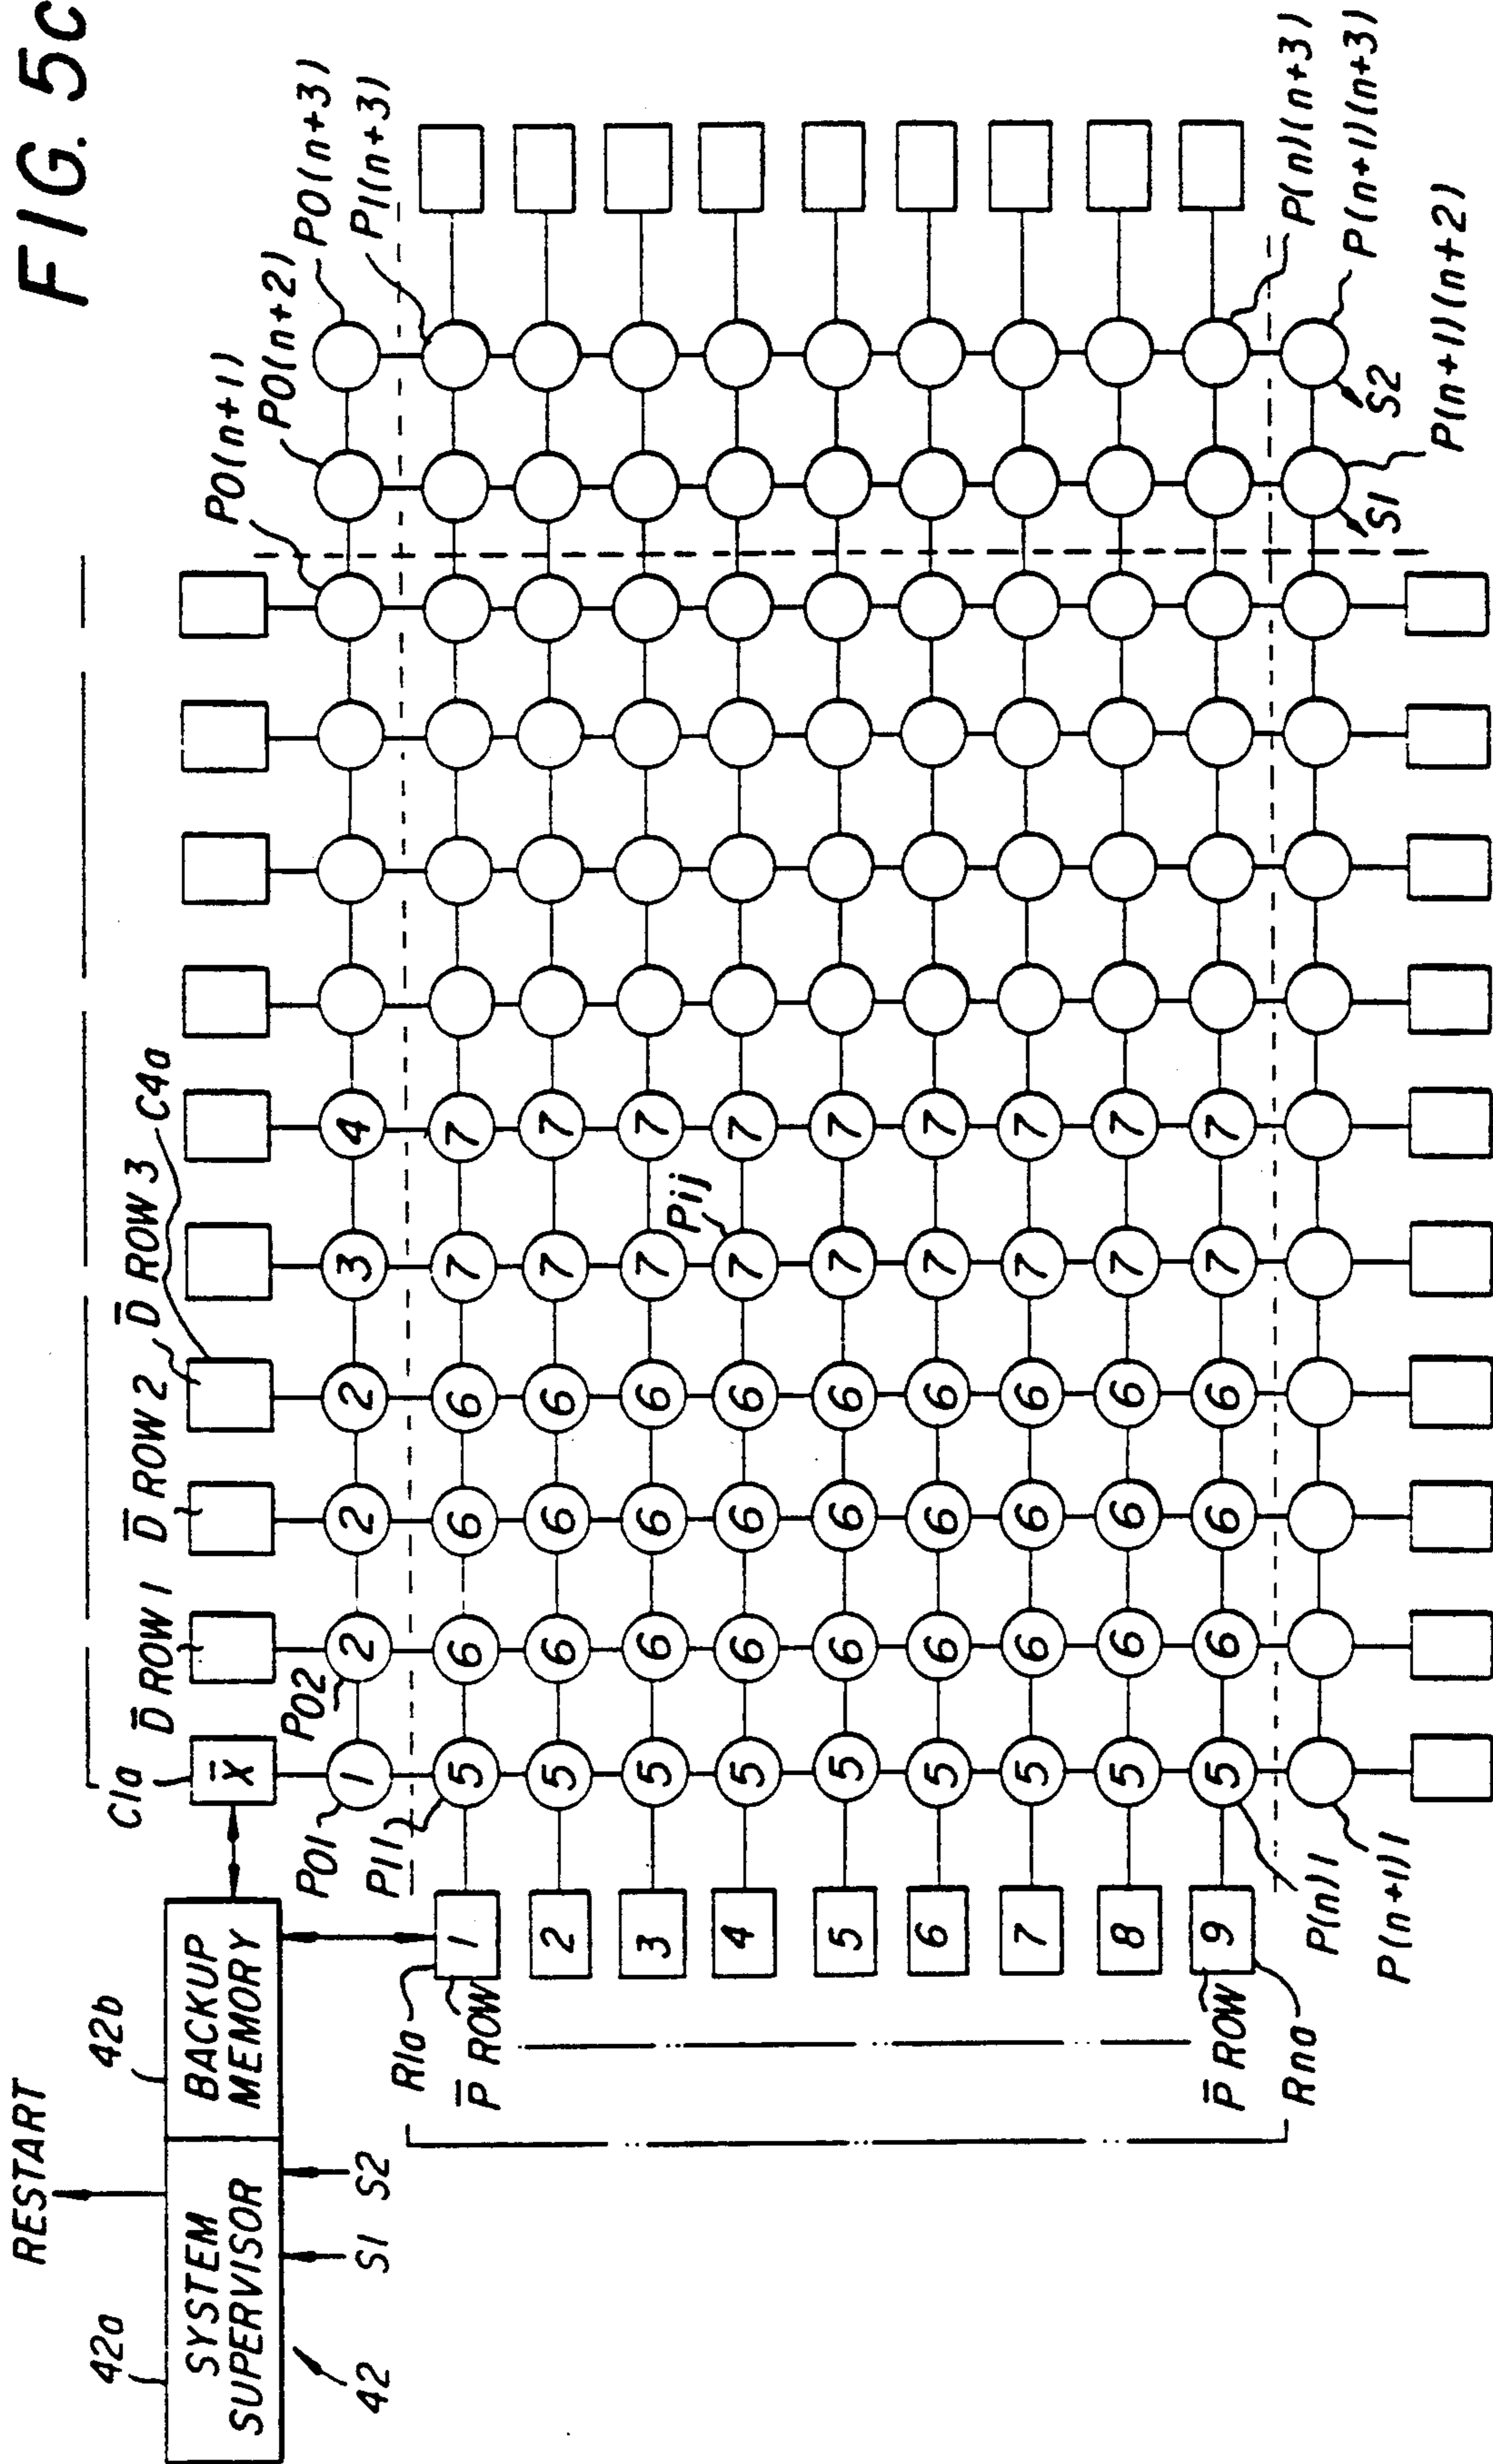 FIG. 5c
RESTART
42a
42b
SYSTEM
SUPERVISOR
BACKUP
MEMORY
42
S1
S2
C1a
X̄
D̄ ROW 1
D̄ ROW 2
D̄ ROW 3
C4a
P01
P02
P0(n+1)
P0(n+2)
P0(n+3)
P1(n+3)
1 2 2 2 3 4
P11
R1a
P̄ ROW
1 5 6 6 6 7 7
2 5 6 6 6 7 7
3 5 6 6 6 7 7
Pij
4 5 6 6 6 7 7
5 5 6 6 6 7 7
6 5 6 6 6 7 7
7 5 6 6 6 7 7
8 5 6 6 6 7 7
9 5 6 6 6 7 7
P̄ ROW
Rna
P(n)1
P(n+1)1
P(n)(n+3)
P(n+1)(n+3)
S1
S2
P(n+1)(n+2)